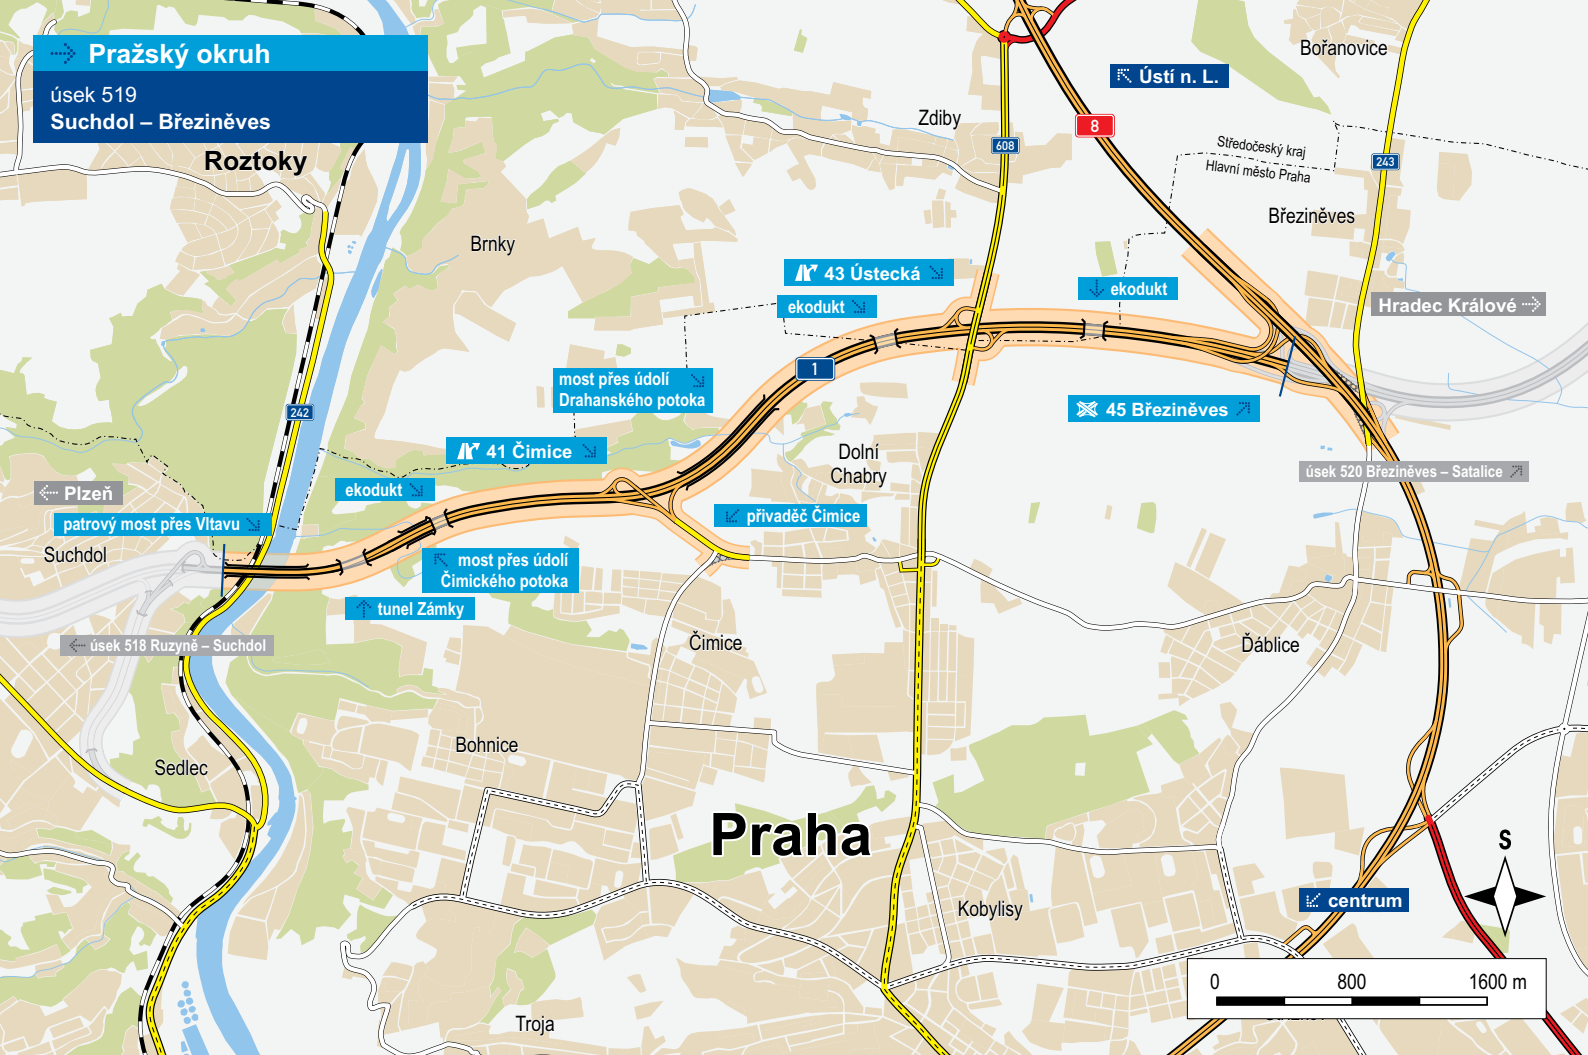 Pražský okruh
úsek 519
Suchdol – Březiněves
Roztoky
Bořanovice
Ústí n. L.
Zdiby
8
608
Středočeský kraj
Hlavní město Praha
243
Březiněves
Brnky
43 Ústecká
ekodukt
ekodukt
Hradec Králové
1
most přes údolí
Drahanského potoka
242
45 Březiněves
41 Čimice
Dolní
Chabry
úsek 520 Březiněves – Satalice
Plzeň
ekodukt
patrový most přes Vltavu
přivaděč Čimice
Suchdol
most přes údolí
Čimického potoka
tunel Zámky
úsek 518 Ruzyně – Suchdol
Čimice
Ďáblice
Bohnice
Sedlec
Praha
S
centrum
Kobylisy
0 800 1600 m
Troja